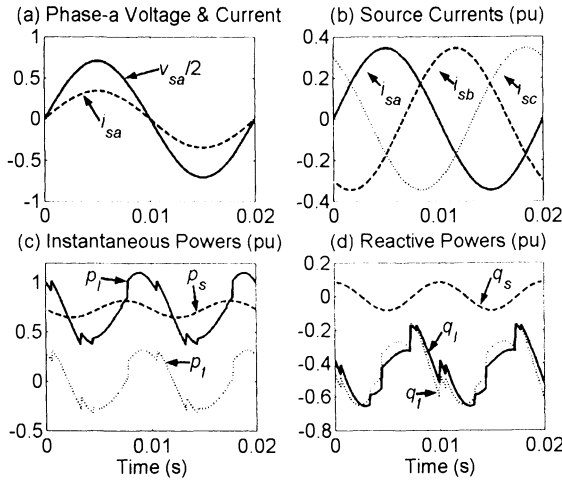 (a) Phase-a Voltage & Current
(b) Source Currents (pu)
1
0.5
0
-0.5
-1
v_sa/2
i_sa
0
0.01
0.02
0.4
0.2
0
-0.2
-0.4
i_sa
i_sb
i_sc
0
0.01
0.02
(c) Instantaneous Powers (pu)
(d) Reactive Powers (pu)
1
0.5
0
-0.5
p_l
p_s
p_f
0
0.01
0.02
Time (s)
0.2
0
-0.2
-0.4
-0.6
-0.8
q_s
q_l
q_f
0
0.01
0.02
Time (s)